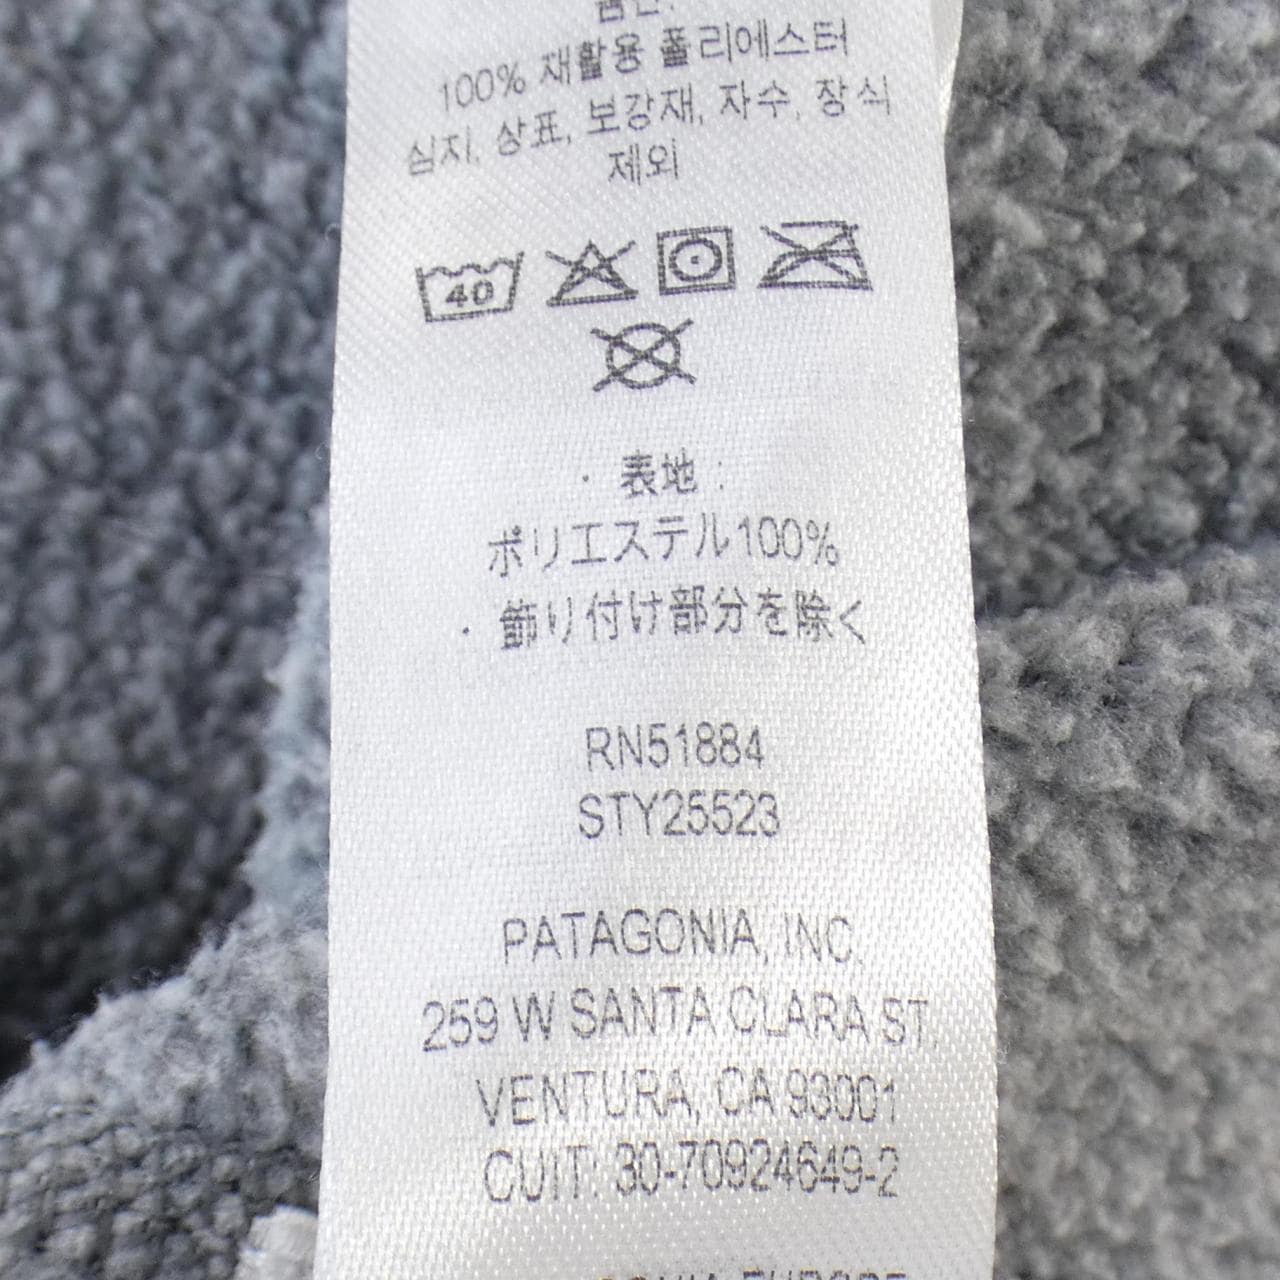 100% 재활용 폴리에스터
심지, 상표, 보강재, 자수, 장식
제외
40
· 表地 :
ポリエステル100%
· 飾り付け部分を除く
RN51884
STY25523
PATAGONIA, INC.
259 W SANTA CLARA ST.
VENTURA, CA 93001
CUIT: 30-70924649-2